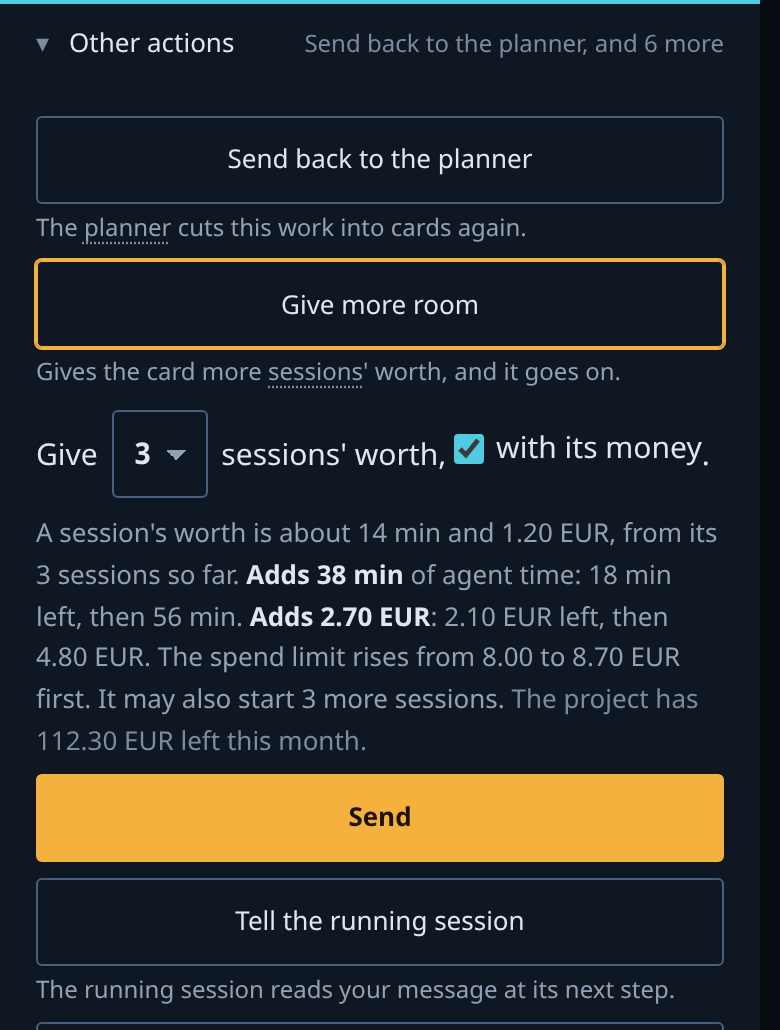 ▼ Other actions Send back to the planner, and 6 more
Send back to the planner
The planner cuts this work into cards again.
Give more room
Gives the card more sessions' worth, and it goes on.
Give 3 sessions' worth, with its money.
A session's worth is about 14 min and 1.20 EUR, from its
3 sessions so far. Adds 38 min of agent time: 18 min
left, then 56 min. Adds 2.70 EUR: 2.10 EUR left, then
4.80 EUR. The spend limit rises from 8.00 to 8.70 EUR
first. It may also start 3 more sessions. The project has
112.30 EUR left this month.
Send
Tell the running session
The running session reads your message at its next step.